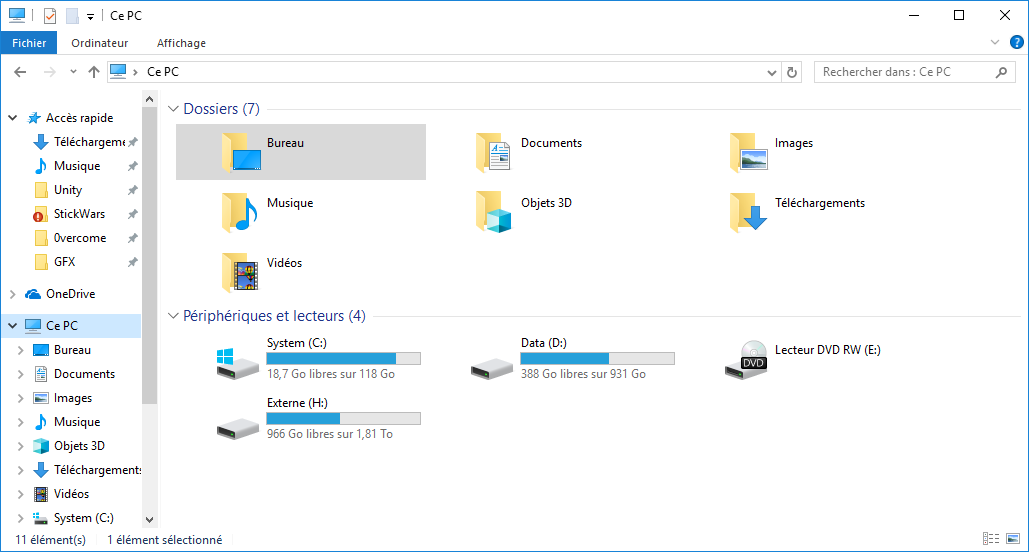 Ce PC
Fichier
Ordinateur
Affichage
Ce PC
Rechercher dans : Ce PC
Accès rapide
Téléchargeme
Musique
Unity
StickWars
0vercome
GFX
OneDrive
Ce PC
Bureau
Documents
Images
Musique
Objets 3D
Téléchargements
Vidéos
System (C:)
Dossiers (7)
Bureau
Documents
Images
Musique
Objets 3D
Téléchargements
Vidéos
Périphériques et lecteurs (4)
System (C:)
18,7 Go libres sur 118 Go
Data (D:)
388 Go libres sur 931 Go
DVD
Lecteur DVD RW (E:)
Externe (H:)
966 Go libres sur 1,81 To
11 élément(s)
1 élément sélectionné